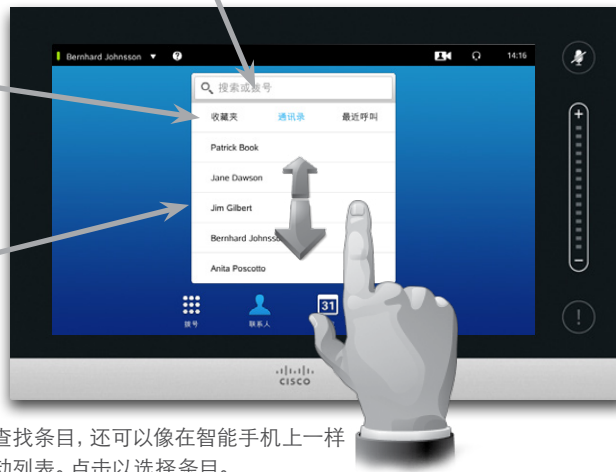 Bernhard Johnsson ▼ ? 14:16
搜索或拨号
收藏夹 通讯录 最近呼叫
Patrick Book
Jane Dawson
Jim Gilbert
Bernhard Johnsson
Anita Poscotto
31
拨号 联系人
CISCO
查找条目，还可以像在智能手机上一样
动列表。点击以选择条目。